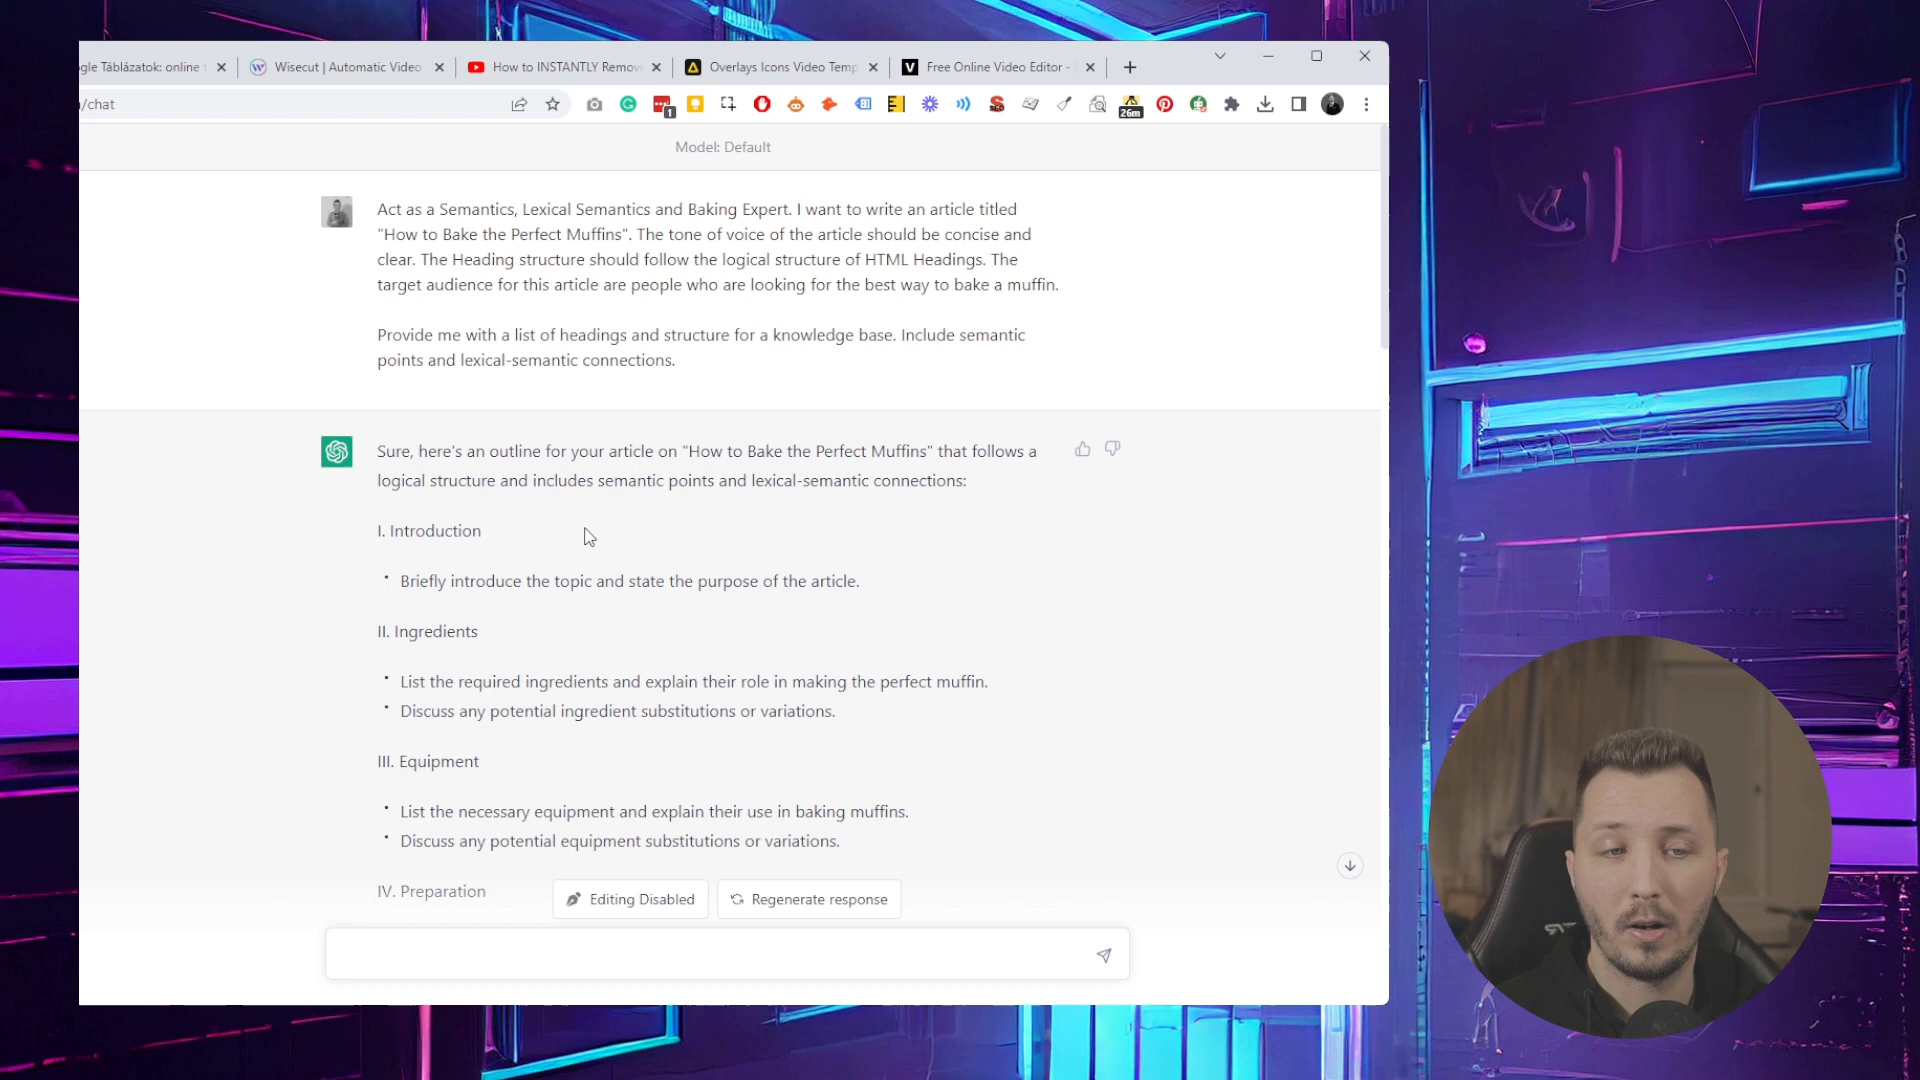 gle Táblázatok: online
Wisecut | Automatic Video
How to INSTANTLY Remov
Overlays Icons Video Temp
Free Online Video Editor -
/chat
1
26m
Model: Default
Act as a Semantics, Lexical Semantics and Baking Expert. I want to write an article titled
"How to Bake the Perfect Muffins". The tone of voice of the article should be concise and
clear. The Heading structure should follow the logical structure of HTML Headings. The
target audience for this article are people who are looking for the best way to bake a muffin.
Provide me with a list of headings and structure for a knowledge base. Include semantic
points and lexical-semantic connections.
Sure, here's an outline for your article on "How to Bake the Perfect Muffins" that follows a
logical structure and includes semantic points and lexical-semantic connections:
I. Introduction
• Briefly introduce the topic and state the purpose of the article.
II. Ingredients
• List the required ingredients and explain their role in making the perfect muffin.
• Discuss any potential ingredient substitutions or variations.
III. Equipment
• List the necessary equipment and explain their use in baking muffins.
• Discuss any potential equipment substitutions or variations.
IV. Preparation
Editing Disabled
Regenerate response